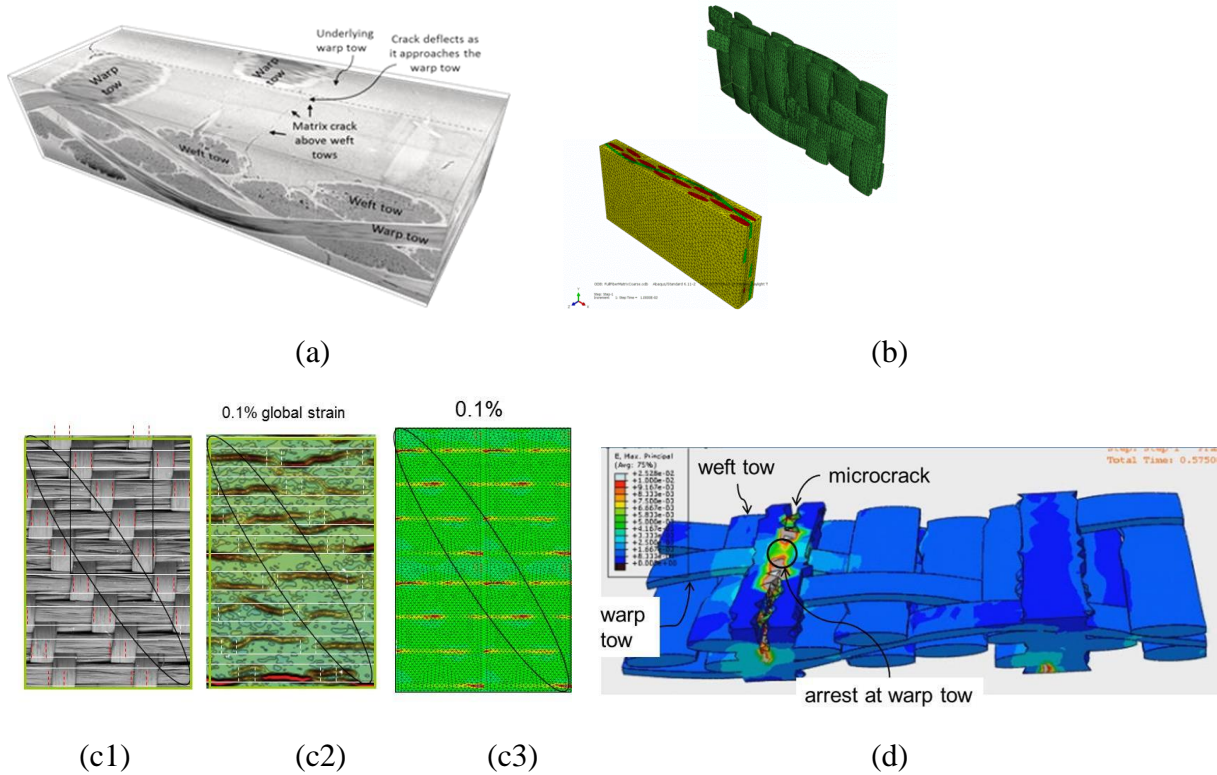 Underlying
warp tow
Crack deflects as
it approaches the
warp tow
Warp tow
Warp
tow
Matrix crack
above weft
tows
Weft tow
Weft tow
Warp tow
(a)
(b)
0.1% global strain
0.1%
E, Max. Principal
(Avg: 75%)
weft tow
microcrack
Total Time: 0.5750
warp
tow
arrest at warp tow
(c1)
(c2)
(c3)
(d)